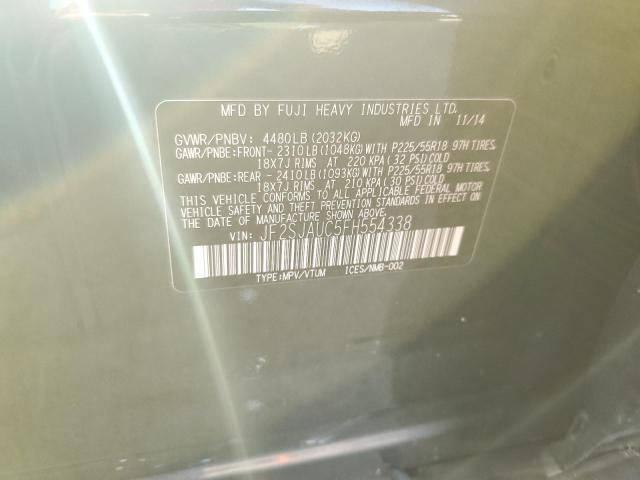 MFD BY FUJI HEAVY INDUSTRIES LTD.
MFD IN 11/14
GVWR/PNBV: 4480LB(2032KG)
GAWR/PNBE:FRONT- 2310LB(1048KG)WITH P225/55R18 97H TIRES,
18X7J RIMS AT 220 KPA(32 PSI)COLD
GAWR/PNBE:REAR - 2410LB(1093KG)WITH P225/55R18 97H TIRES,
18X7J RIMS AT 210 KPA(30 PSI)COLD
THIS VEHICLE CONFORMS TO ALL APPLICABLE FEDERAL MOTOR
VEHICLE SAFETY AND THEFT PREVENTION STANDARDS IN EFFECT ON
THE DATE OF MANUFACTURE SHOWN ABOVE.
VIN: JF2SJAUC5FH554338
TYPE:MPV/VTUM ICES/NMB-002